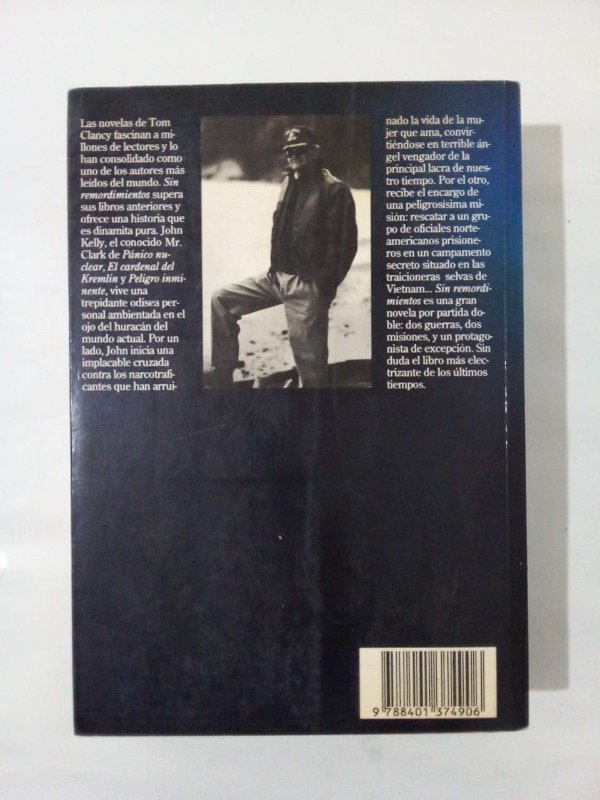 Las novelas de Tom
Clancy fascinan a mi-
llones de lectores y lo
han consolidado como
uno de los autores más
leídos del mundo. Sin
remordimientos supera
sus libros anteriores y
ofrece una historia que
es dinamita pura. John
Kelly, el conocido Mr.
Clark de Pánico nu-
clear, El cardenal del
Kremlin y Peligro inmi-
nente, vive una
trepidante odisea per-
sonal ambientada en el
ojo del huracán del
mundo actual. Por un
lado, John inicia una
implacable cruzada
contra los narcotrafi-
cantes que han arrui-
nado la vida de la mu-
jer que ama, convir-
tiéndose en terrible án-
gel vengador de la
principal lacra de nues-
tro tiempo. Por el otro,
recibe el encargo de
una peligrosísima mi-
sión: rescatar a un gru-
po de oficiales norte-
americanos prisione-
ros en un campamento
secreto situado en las
traicioneras selvas de
Vietnam... Sin remordi-
mientos es una gran
novela por partida do-
ble: dos guerras, dos
misiones, y un protago-
nista de excepción. Sin
duda el libro más elec-
trizante de los últimos
tiempos.
9 788401 374906